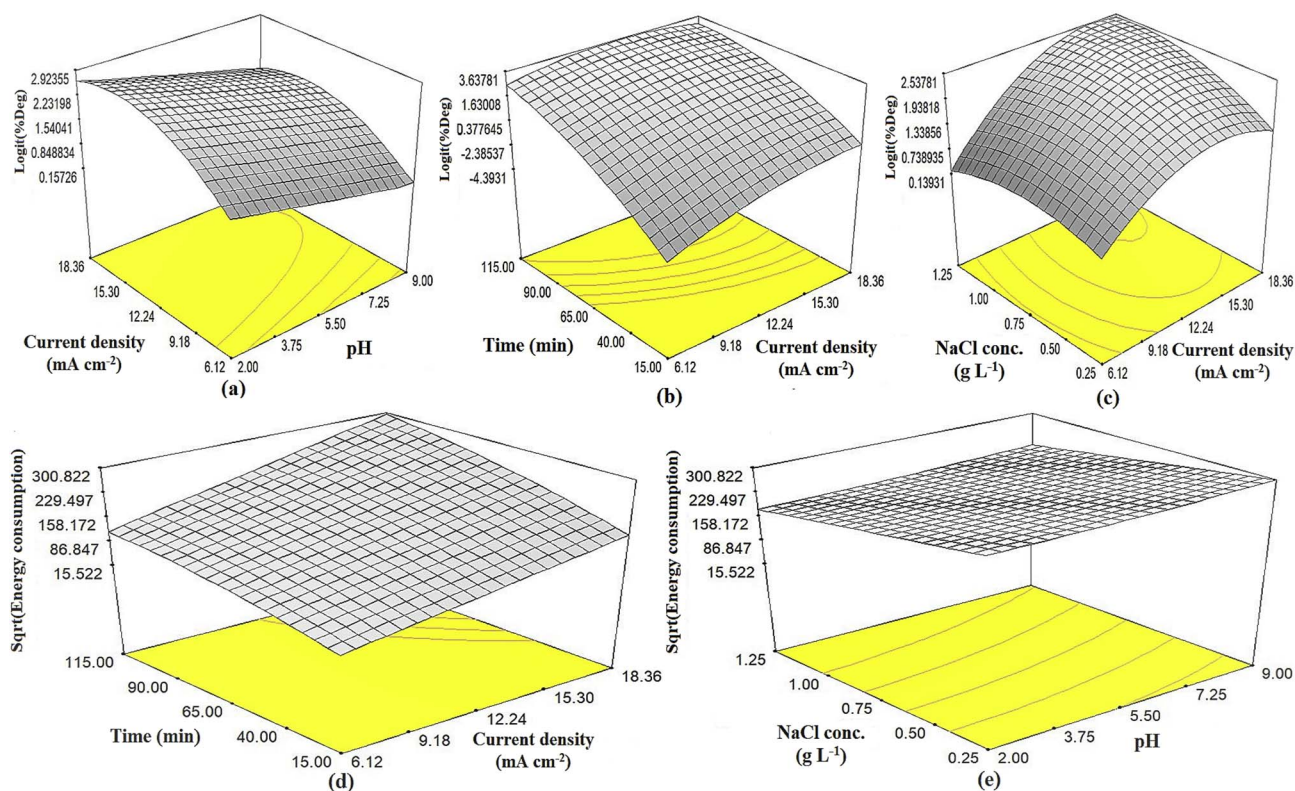 Logit(%Deg)
2.92355
2.23198
1.54041
0.848834
0.15726
18.36
15.30
12.24
9.18
6.12
Current density
(mA cm⁻²)
2.00
3.75
5.50
7.25
9.00
pH
(a)
Logit(%Deg)
3.63781
1.63008
0.377645
-2.38537
-4.3931
115.00
90.00
65.00
40.00
15.00
Time (min)
6.12
9.18
12.24
15.30
18.36
Current density
(mA cm⁻²)
(b)
Logit(%Deg)
2.53781
1.93818
1.33856
0.738935
0.13931
1.25
1.00
0.75
0.50
0.25
NaCl conc.
(g L⁻¹)
6.12
9.18
12.24
15.30
18.36
Current density
(mA cm⁻²)
(c)
Sqrt(Energy consumption)
300.822
229.497
158.172
86.847
15.522
115.00
90.00
65.00
40.00
15.00
Time (min)
6.12
9.18
12.24
15.30
18.36
Current density
(mA cm⁻²)
(d)
Sqrt(Energy consumption)
300.822
229.497
158.172
86.847
15.522
1.25
1.00
0.75
0.50
0.25
NaCl conc.
(g L⁻¹)
2.00
3.75
5.50
7.25
9.00
pH
(e)